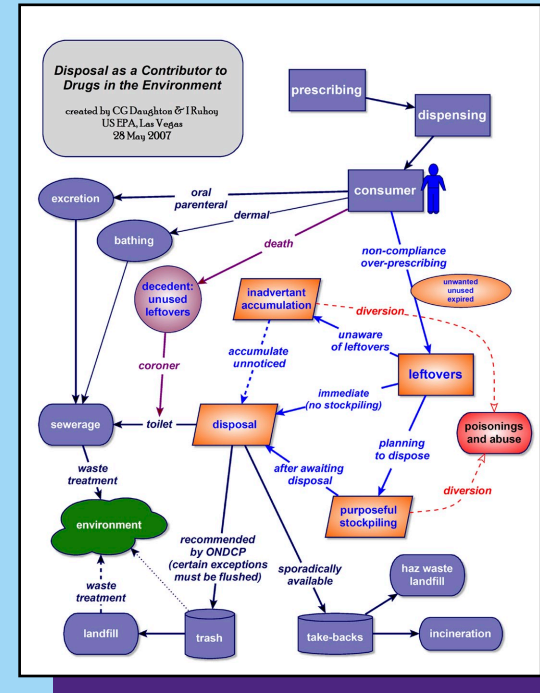 Disposal as a Contributor to
Drugs in the Environment
created by CG Daughton & I Ruhoy
US EPA, Las Vegas
28 May 2007
prescribing
dispensing
consumer
excretion
oral
parenteral
dermal
bathing
death
non-compliance
over-prescribing
decedent:
unused
leftovers
inadvertant
accumulation
unwanted
unused
expired
diversion
unaware
of leftovers
accumulate
unnoticed
coroner
leftovers
immediate
(no stockpiling)
sewerage
toilet
disposal
planning
to dispose
poisonings
and abuse
waste
treatment
after awaiting
disposal
diversion
purposeful
stockpiling
environment
recommended
by ONDCP
(certain exceptions
must be flushed)
sporadically
available
haz waste
landfill
waste
treatment
landfill
trash
take-backs
incineration